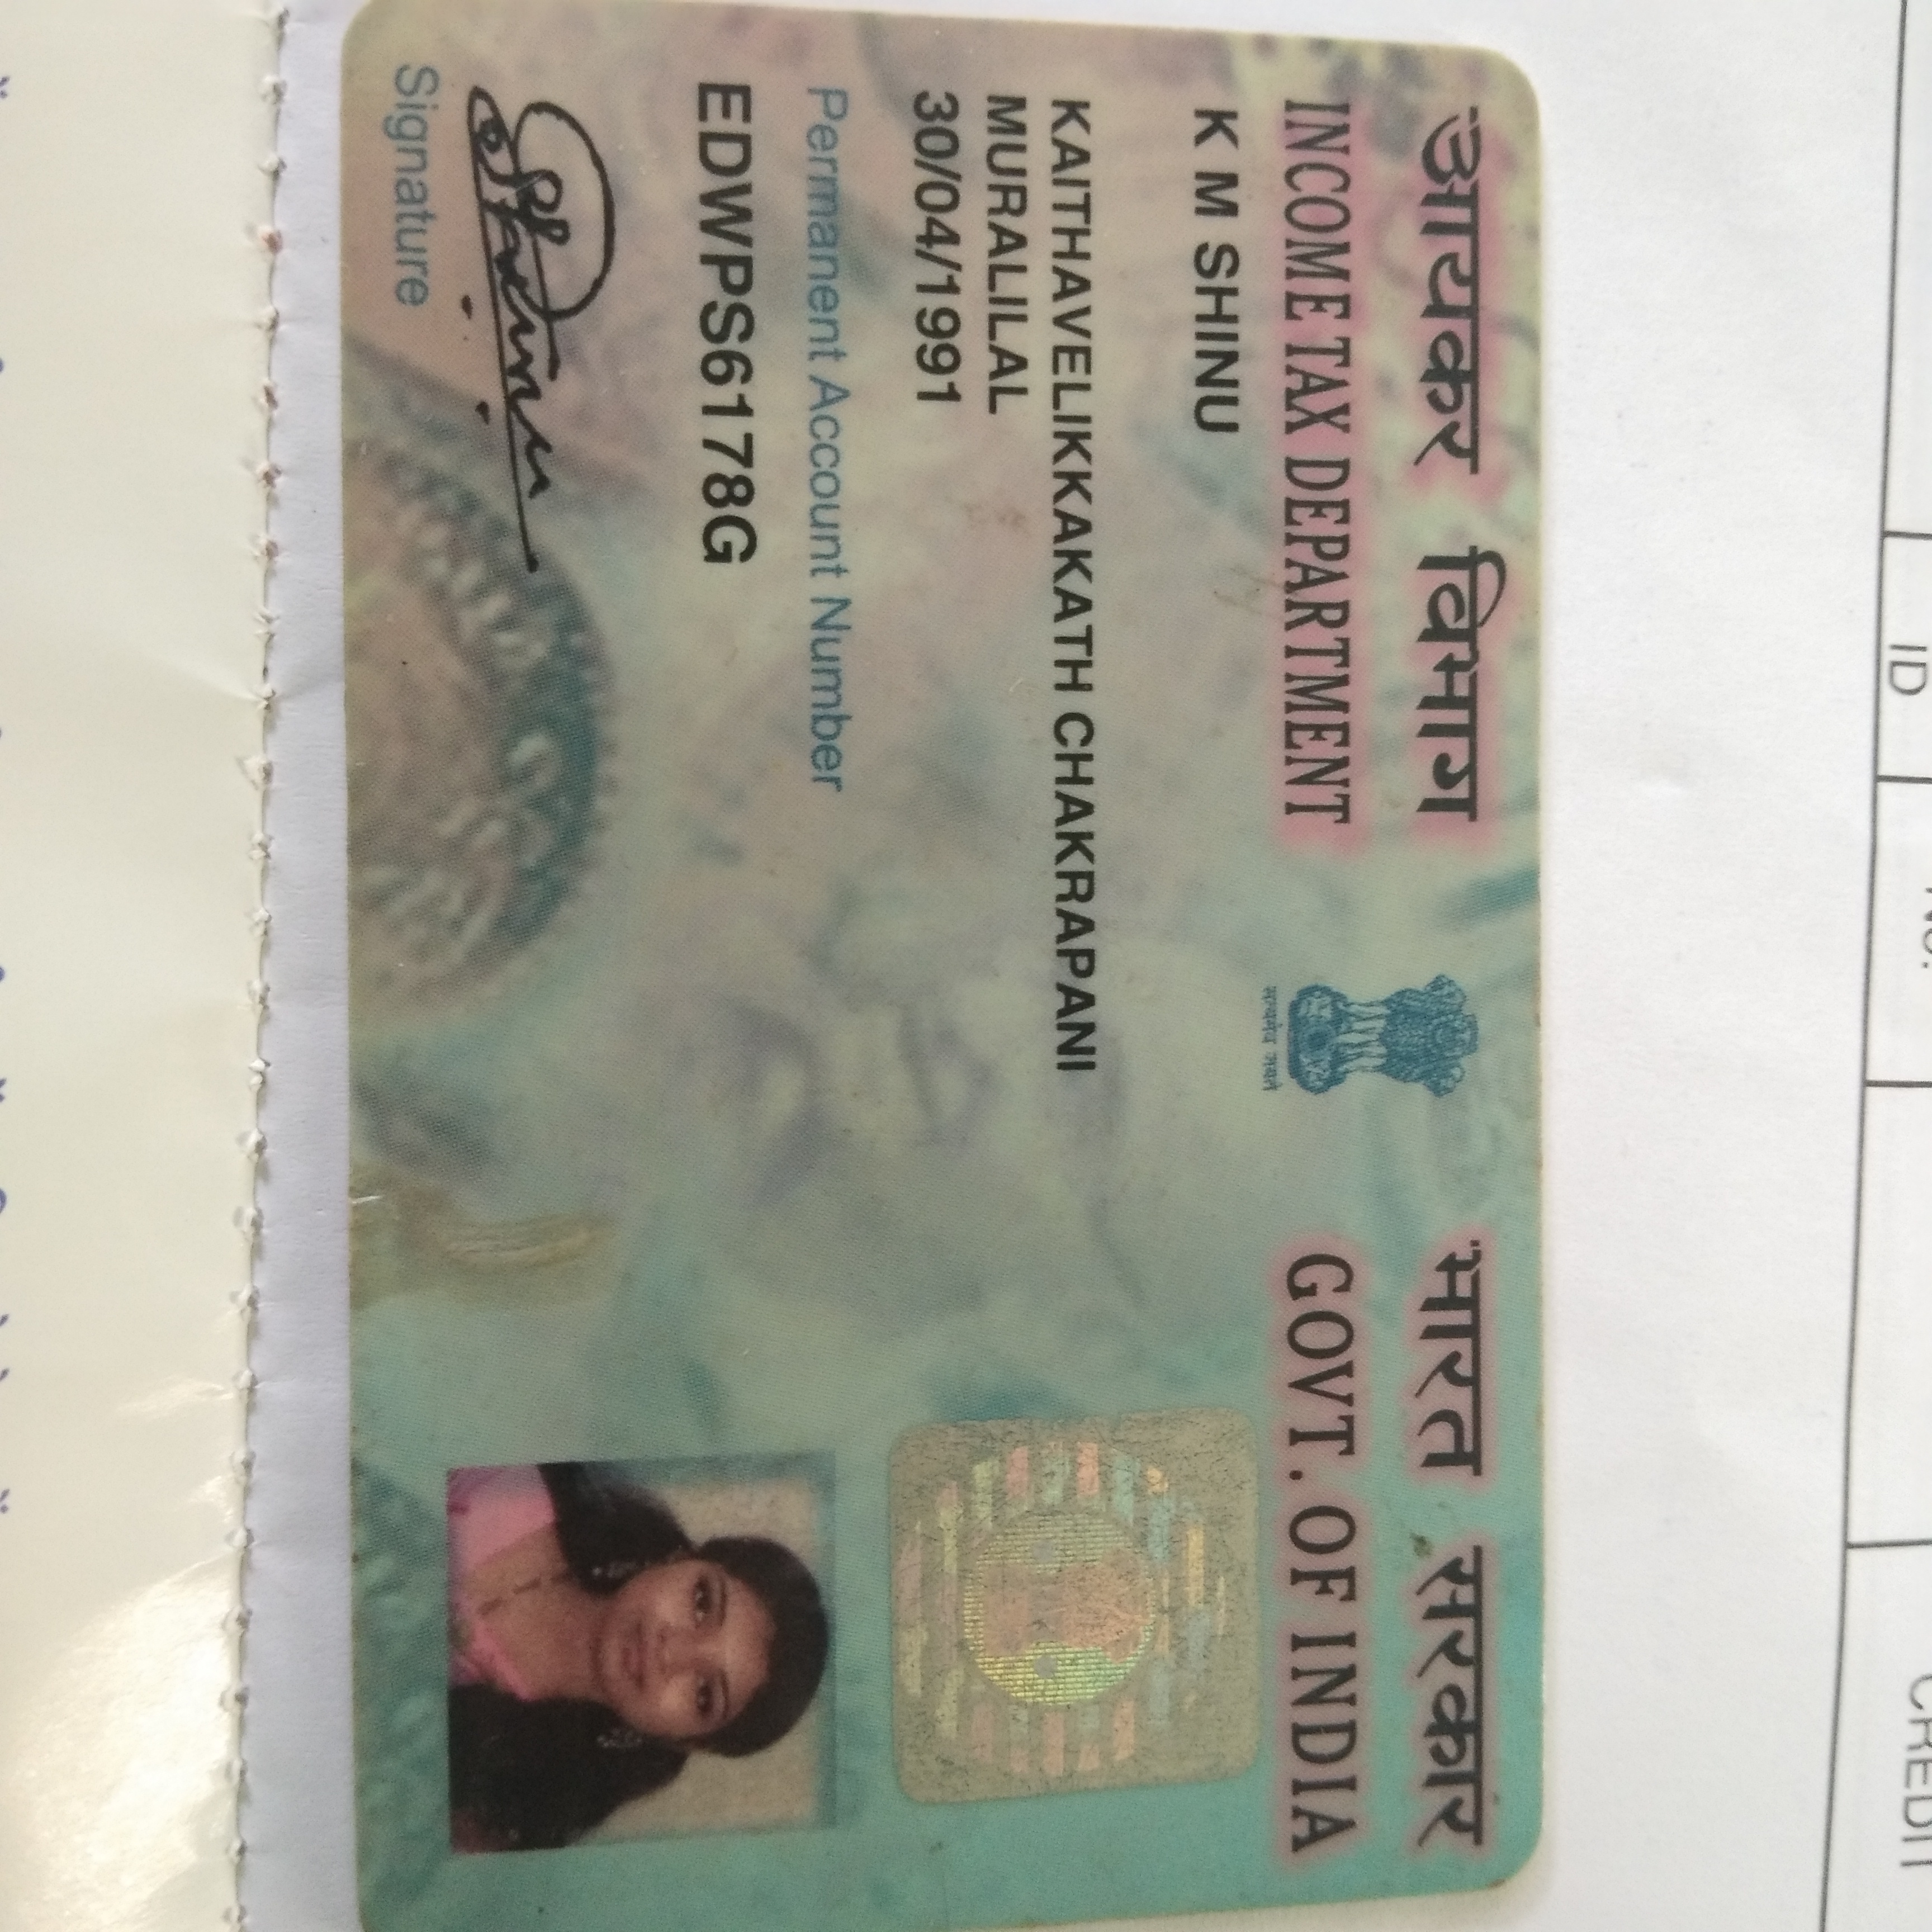 आयकर विभाग
INCOME TAX DEPARTMENT
भारत सरकार
GOVT. OF INDIA
सत्यमेव जयते
K M SHINU
KAITHAVELIKKAKATH CHAKRAPANI
MURALILAL
30/04/1991
Permanent Account Number
EDWPS6178G
Shinu
Signature
ID
CREDIT